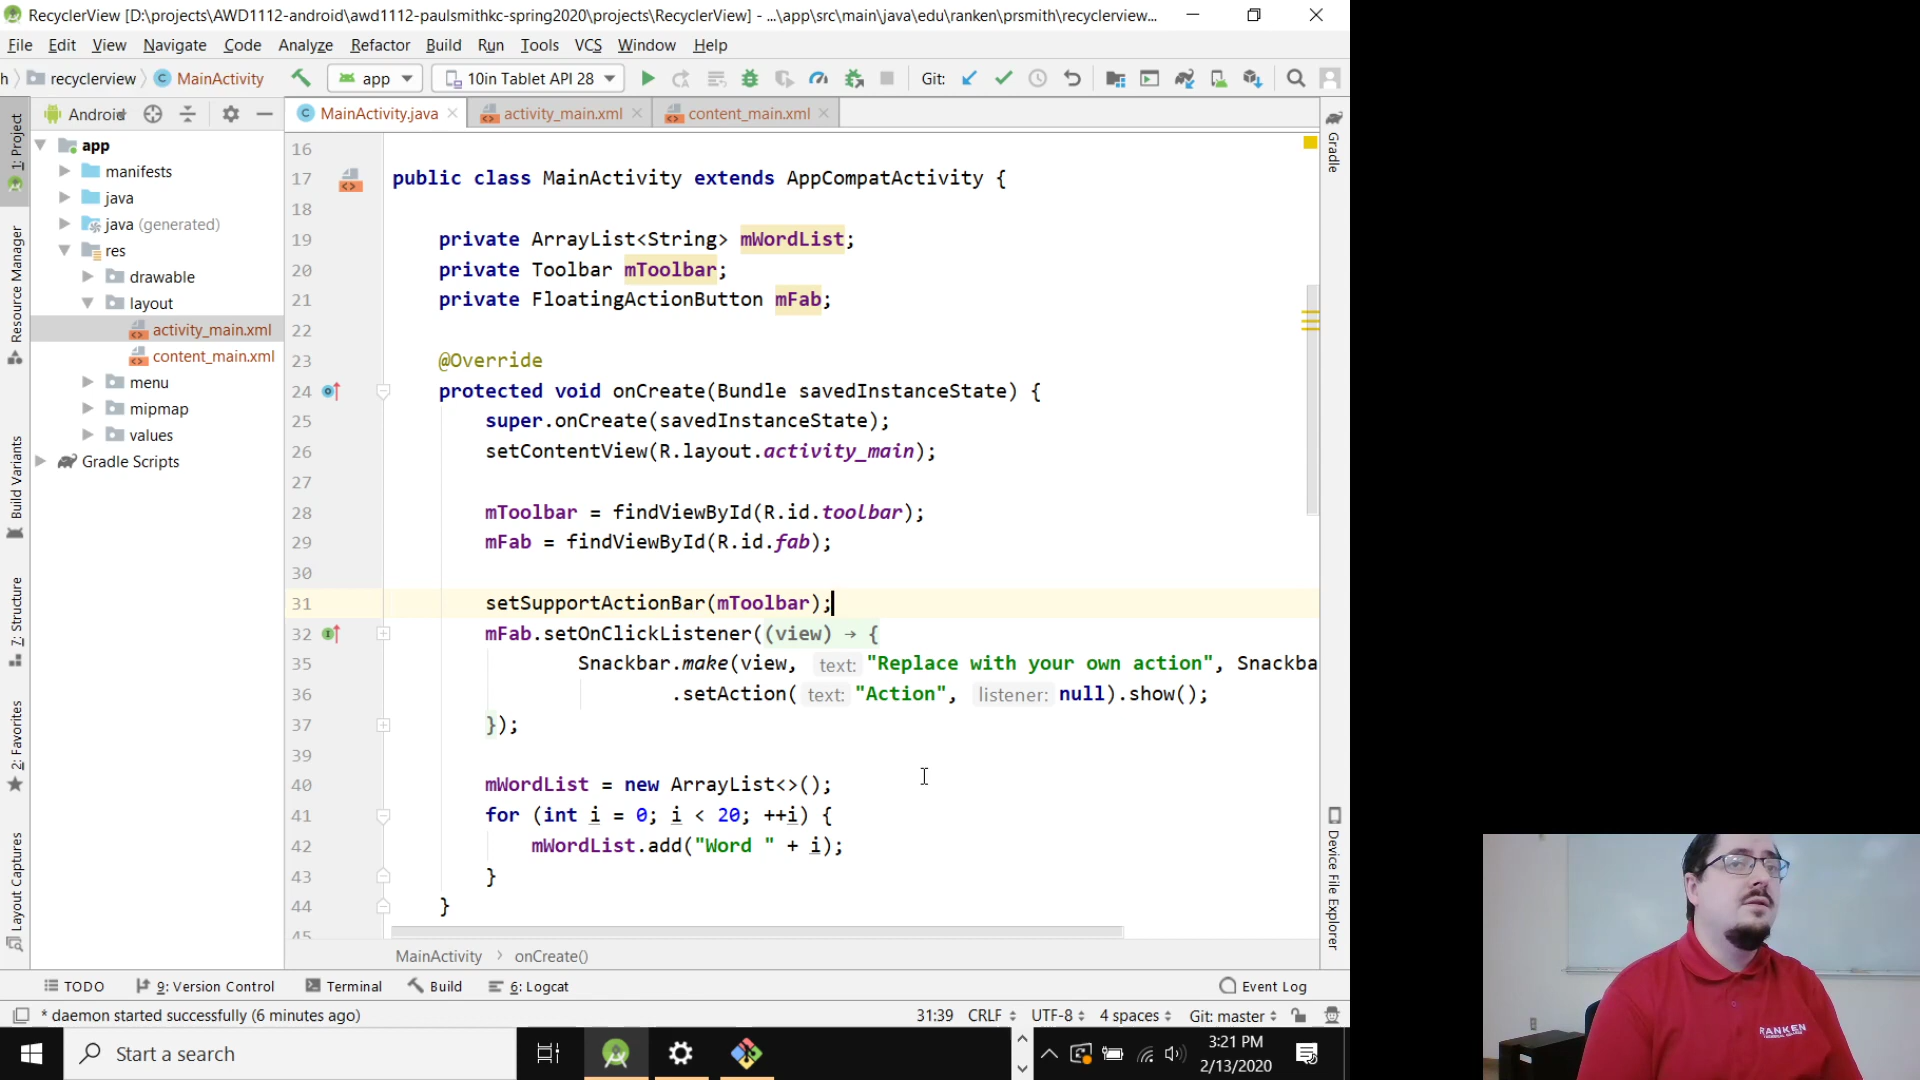 RecyclerView [D:\projects\AWD1112-android\awd1112-paulsmithkc-spring2020\projects\RecyclerView] - ...\app\src\main\java\edu\ranken\prsmith\recyclerview...
File Edit View Navigate Code Analyze Refactor Build Run Tools VCS Window Help
h recyclerview MainActivity app 10in Tablet API 28 Git:
Android MainActivity.java activity_main.xml content_main.xml
1: Project
Resource Manager
Build Variants
7: Structure
2: Favorites
Layout Captures
app
manifests
java
java (generated)
res
drawable
layout
activity_main.xml
content_main.xml
menu
mipmap
values
Gradle Scripts
16
17 public class MainActivity extends AppCompatActivity {
18
19 private ArrayList<String> mWordList;
20 private Toolbar mToolbar;
21 private FloatingActionButton mFab;
22
23 @Override
24 protected void onCreate(Bundle savedInstanceState) {
25 super.onCreate(savedInstanceState);
26 setContentView(R.layout.activity_main);
27
28 mToolbar = findViewById(R.id.toolbar);
29 mFab = findViewById(R.id.fab);
30
31 setSupportActionBar(mToolbar);
32 mFab.setOnClickListener((view) → {
35 Snackbar.make(view, text: "Replace with your own action", Snackba
36 .setAction( text: "Action", listener: null).show();
37 });
39
40 mWordList = new ArrayList<>();
41 for (int i = 0; i < 20; ++i) {
42 mWordList.add("Word " + i);
43 }
44 }
45
Gradle
Device File Explorer
MainActivity › onCreate()
TODO 9: Version Control Terminal Build 6: Logcat Event Log
* daemon started successfully (6 minutes ago) 31:39 CRLF UTF-8 4 spaces Git: master
Start a search
3:21 PM
2/13/2020
RANKEN